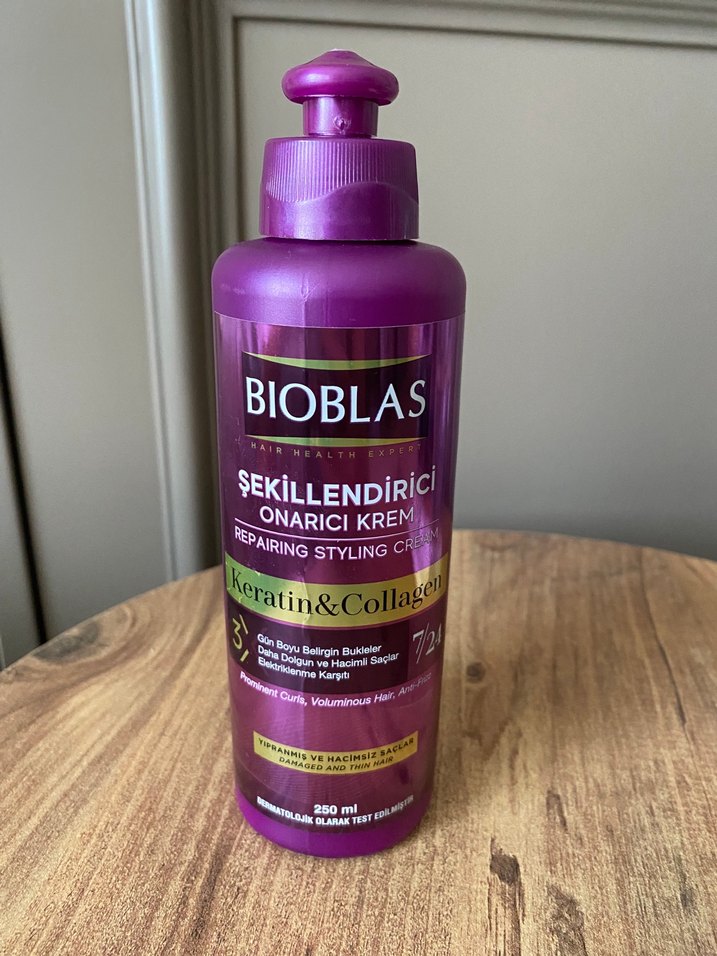 BIOBLAS
HAIR HEALTH EXPERT
ŞEKİLLENDİRİCİ
ONARICI KREM
REPAIRING STYLING CREAM
Keratin&Collagen
3
Gün Boyu Belirgin Bukleler
Daha Dolgun ve Hacimli Saçlar
Elektriklenme Karşıtı
7/24
Prominent Curls, Voluminous Hair, Anti-Frizz
YIPRANMIŞ VE HACİMSİZ SAÇLAR
DAMAGED AND THIN HAIR
250 ml
DERMATOLOJİK OLARAK TEST EDİLMİŞTİR